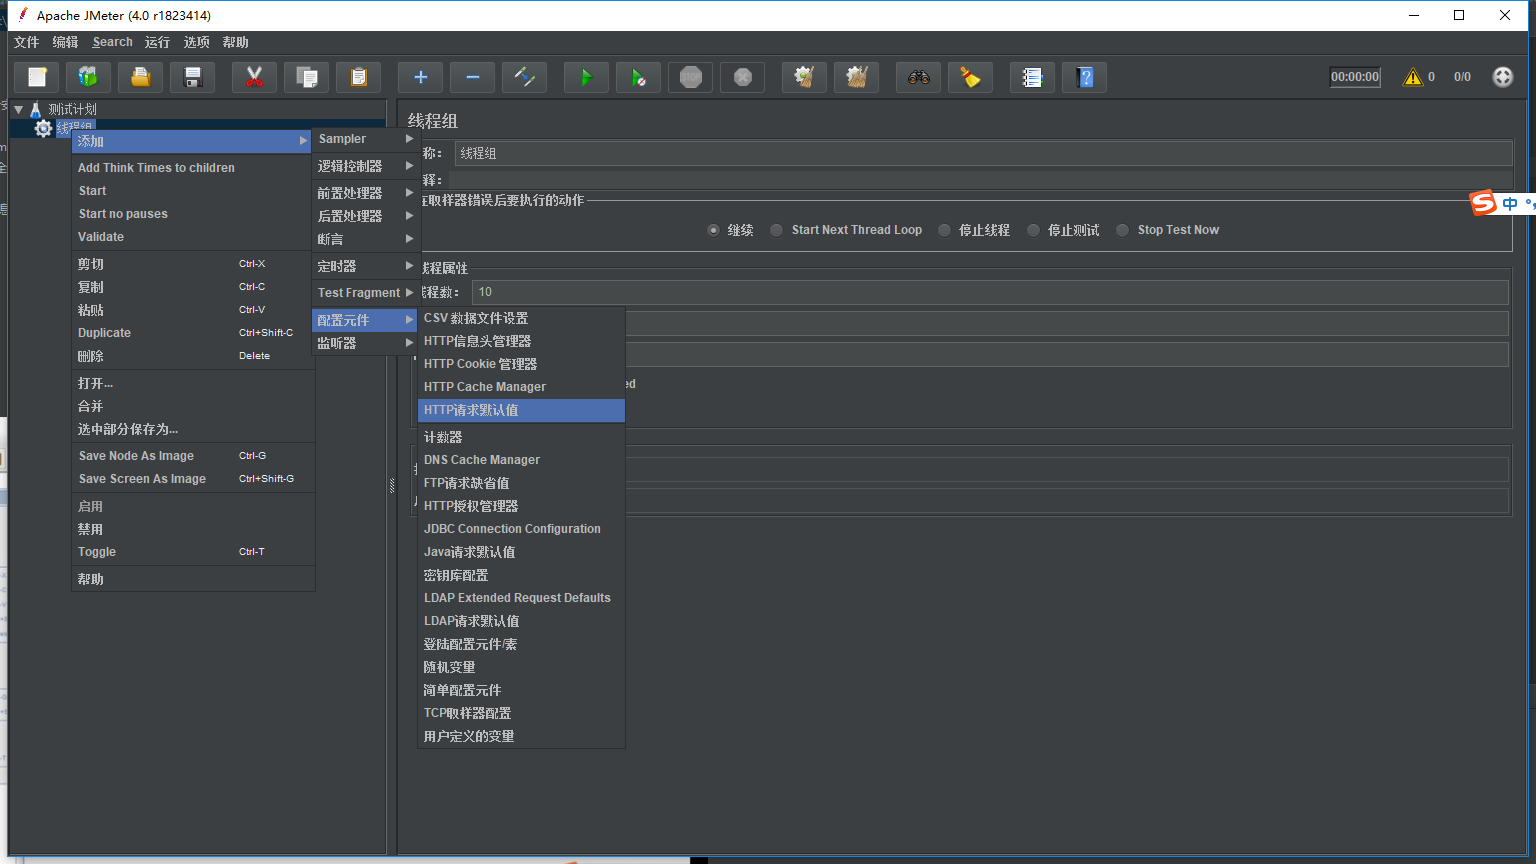 Apache JMeter (4.0 r1823414)
文件 编辑 Search 运行 选项 帮助
STOP
00:00:00 0 0/0
测试计划
线程组
添加
Add Think Times to children
Start
Start no pauses
Validate
剪切 Ctrl-X
复制 Ctrl-C
粘贴 Ctrl-V
Duplicate Ctrl+Shift-C
删除 Delete
打开...
合并
选中部分保存为...
Save Node As Image Ctrl-G
Save Screen As Image Ctrl+Shift-G
启用
禁用
Toggle Ctrl-T
帮助
Sampler
逻辑控制器
前置处理器
后置处理器
断言
定时器
Test Fragment
配置元件
监听器
CSV 数据文件设置
HTTP信息头管理器
HTTP Cookie 管理器
HTTP Cache Manager
HTTP请求默认值
计数器
DNS Cache Manager
FTP请求缺省值
HTTP授权管理器
JDBC Connection Configuration
Java请求默认值
密钥库配置
LDAP Extended Request Defaults
LDAP请求默认值
登陆配置元件/素
随机变量
简单配置元件
TCP取样器配置
用户定义的变量
线程组
称： 线程组
释：
在取样器错误后要执行的动作
继续 Start Next Thread Loop 停止线程 停止测试 Stop Test Now
线程属性
线程数： 10
ed
S 中